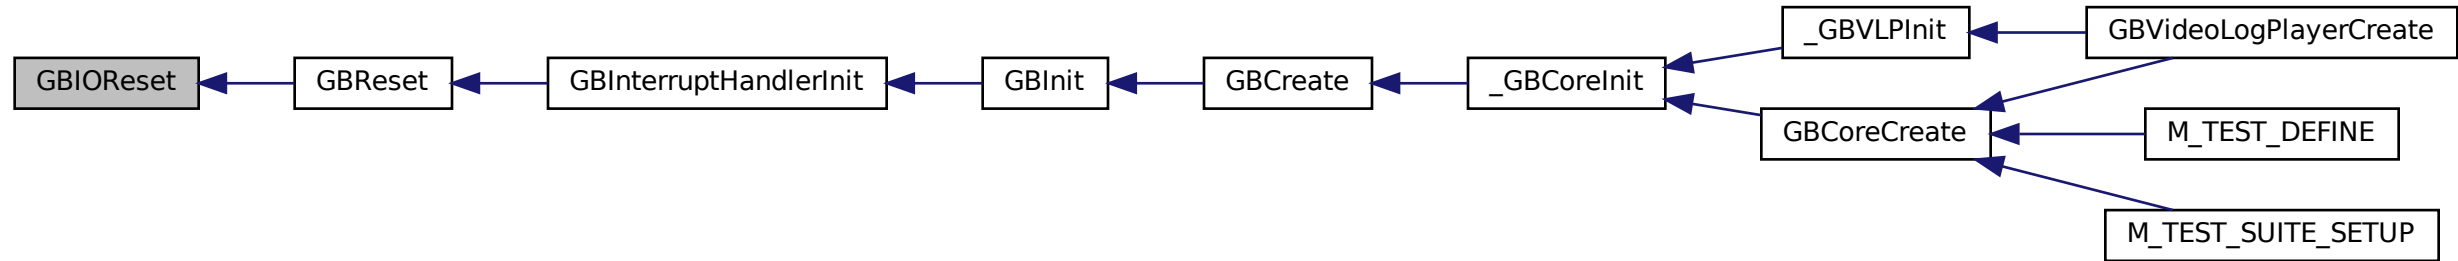 GBIOReset
GBReset
GBInterruptHandlerInit
GBInit
GBCreate
_GBCoreInit
_GBVLPInit
GBVideoLogPlayerCreate
GBCoreCreate
M_TEST_DEFINE
M_TEST_SUITE_SETUP